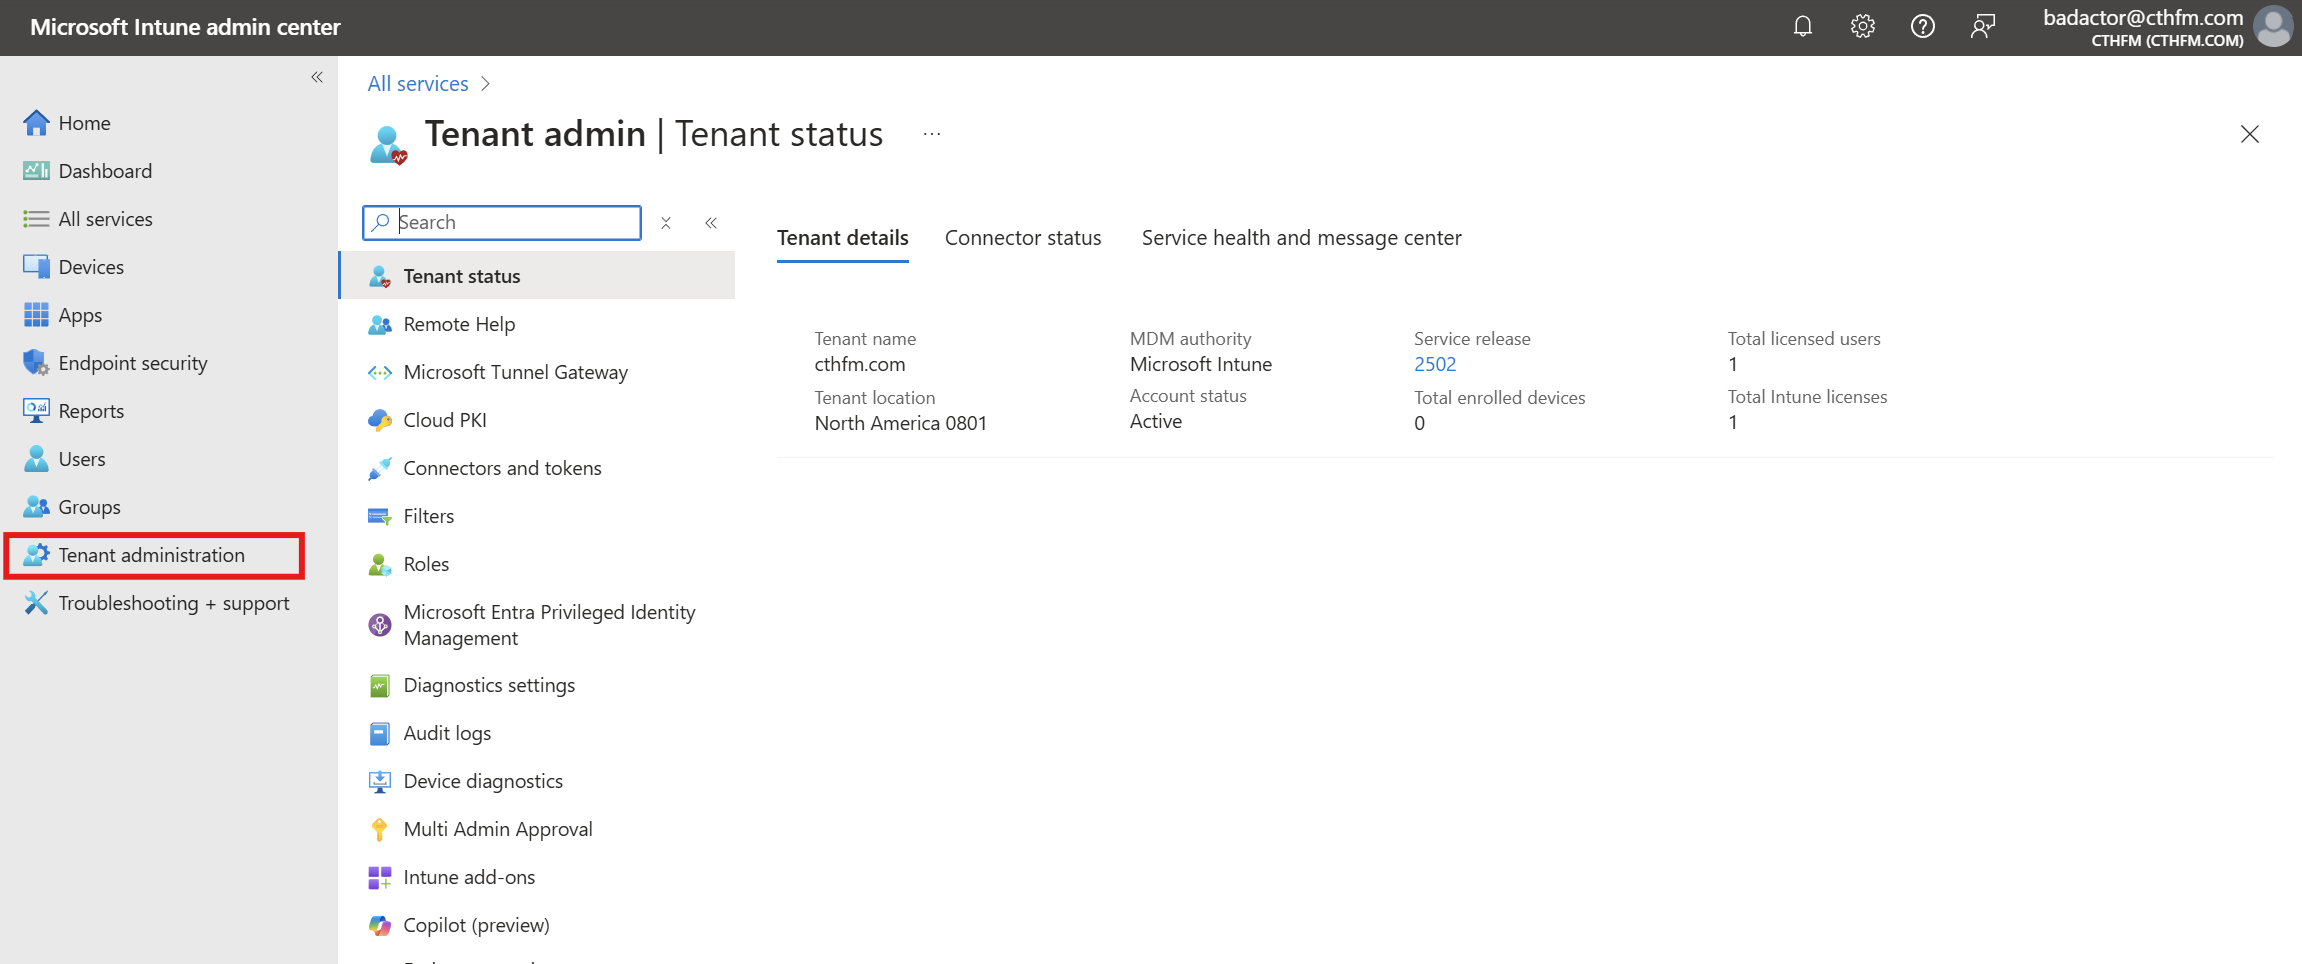 Microsoft Intune admin center
badactor@cthfm.com
CTHFM (CTHFM.COM)
Home
Dashboard
All services
Devices
Apps
Endpoint security
Reports
Users
Groups
Tenant administration
Troubleshooting + support
All services
Tenant admin | Tenant status
Search
Tenant status
Remote Help
Microsoft Tunnel Gateway
Cloud PKI
Connectors and tokens
Filters
Roles
Microsoft Entra Privileged Identity
Management
Diagnostics settings
Audit logs
Device diagnostics
Multi Admin Approval
Intune add-ons
Copilot (preview)
Tenant details
Connector status
Service health and message center
Tenant name
cthfm.com
Tenant location
North America 0801
MDM authority
Microsoft Intune
Account status
Active
Service release
2502
Total enrolled devices
0
Total licensed users
1
Total Intune licenses
1